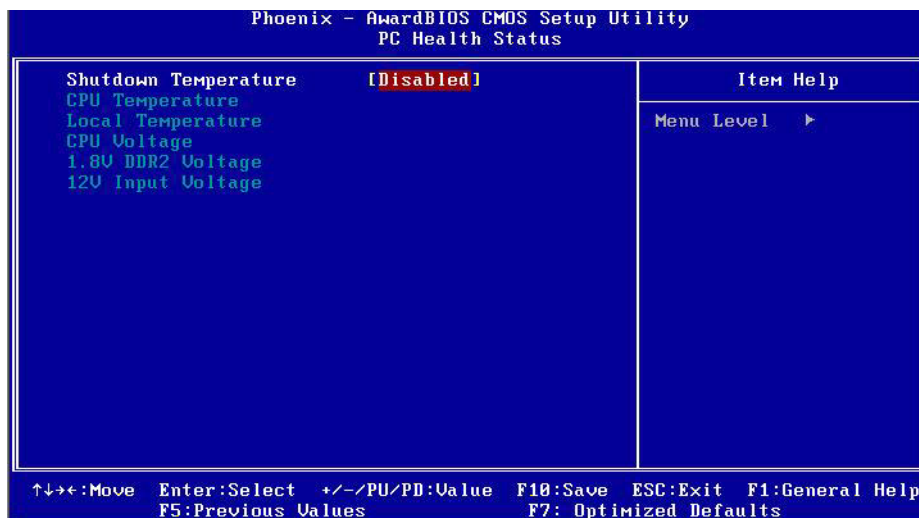 Phoenix - AwardBIOS CMOS Setup Utility
PC Health Status
Shutdown Temperature [Disabled]
CPU Temperature
Local Temperature
CPU Voltage
1.8V DDR2 Voltage
12V Input Voltage
Item Help
Menu Level ►
↑↓→←:Move Enter:Select +/-/PU/PD:Value F10:Save ESC:Exit F1:General Help
F5:Previous Values F7: Optimized Defaults